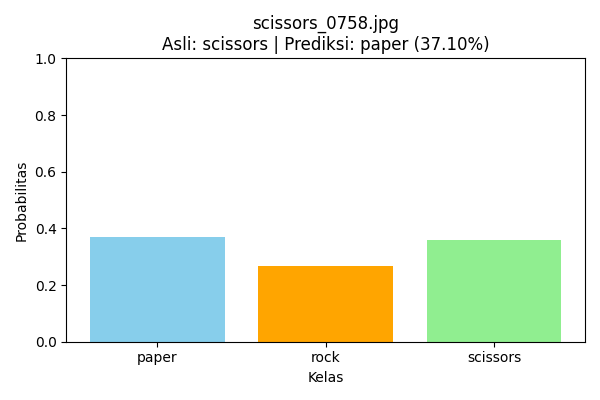 scissors_0758.jpg
Asli: scissors | Prediksi: paper (37.10%)
1.0
0.8
0.6
0.4
0.2
0.0
Probabilitas
paper rock scissors
Kelas